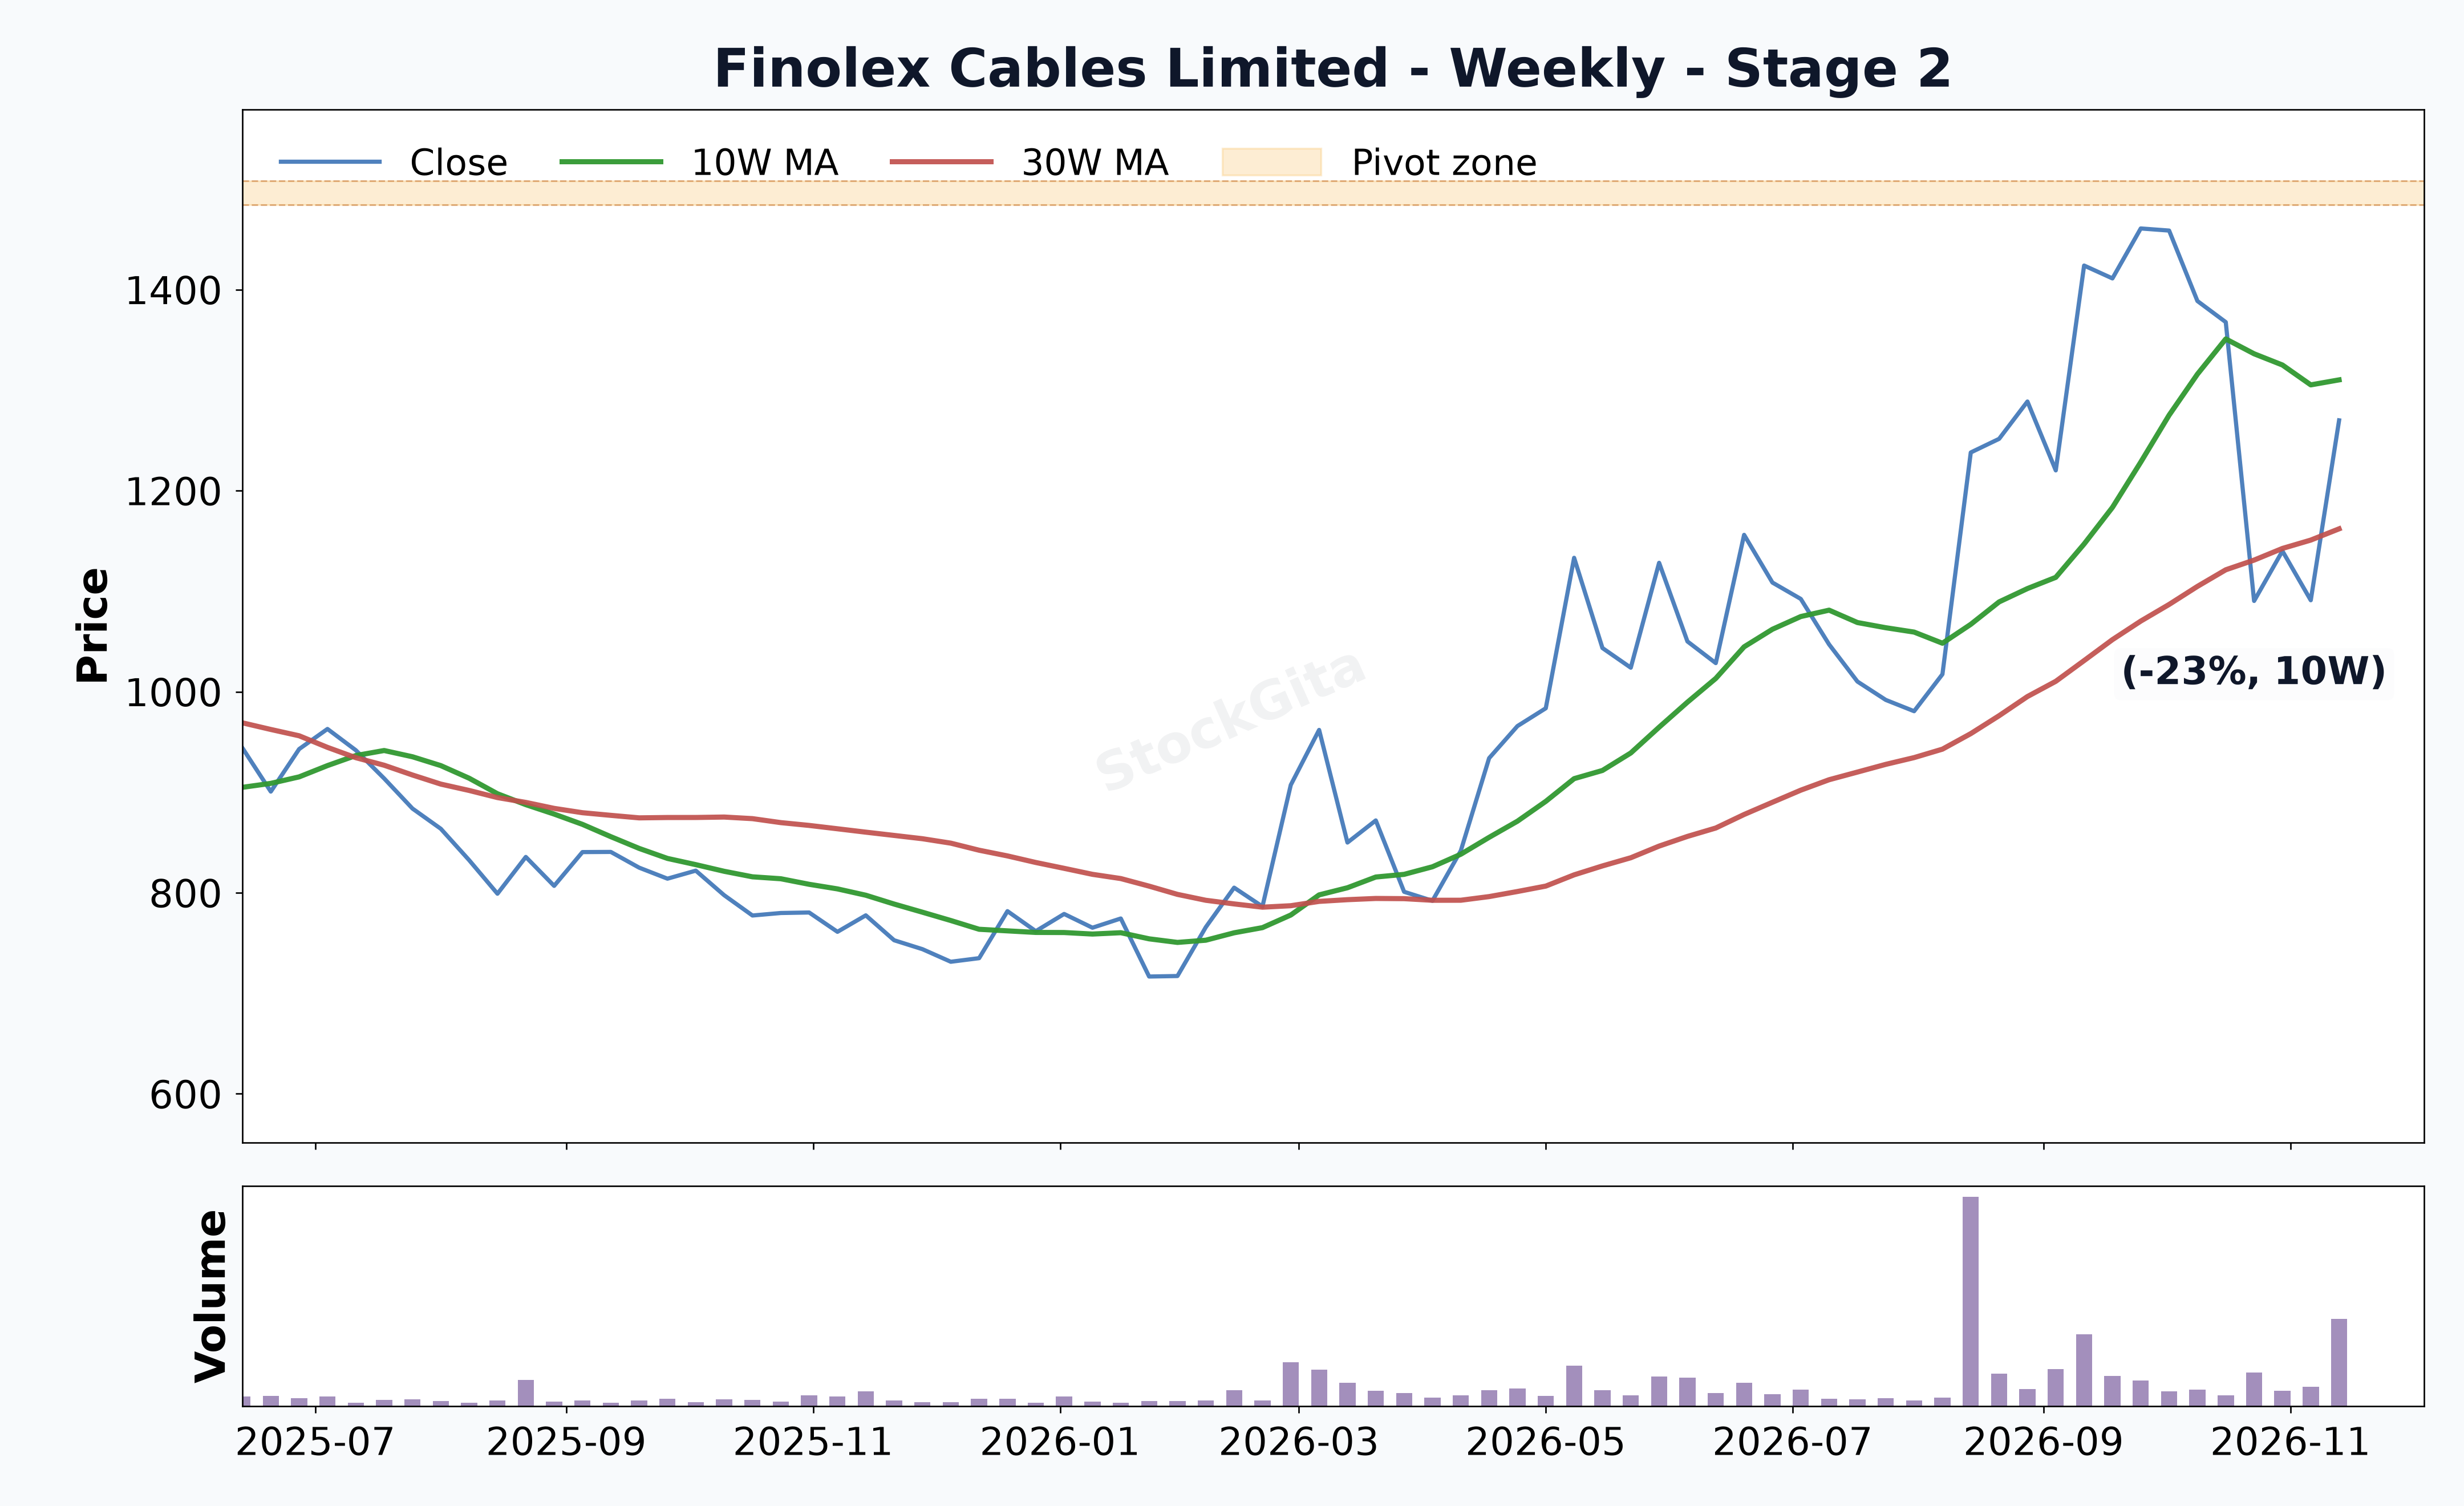 Finolex Cables Limited - Weekly - Stage 2
Close 10W MA 30W MA Pivot zone
1400
1200
1000
800
600
Price
(-23%, 10W)
StockGita
Volume
2025-07 2025-09 2025-11 2026-01 2026-03 2026-05 2026-07 2026-09 2026-11